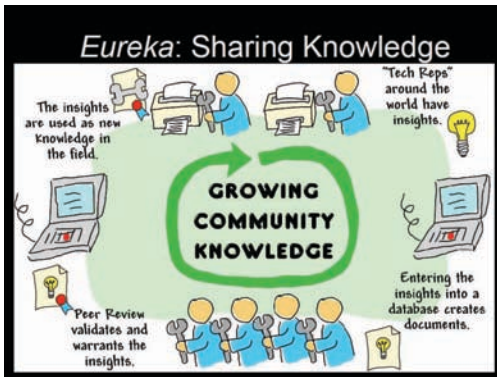 Eureka: Sharing Knowledge
"Tech Reps"
around the
world have
insights.
Entering the
insights into a
database creates
documents.
Peer Review
validates and
warrants the
insights.
The insights
are used as new
Knowledge in
the field.
GROWING
COMMUNITY
KNOWLEDGE